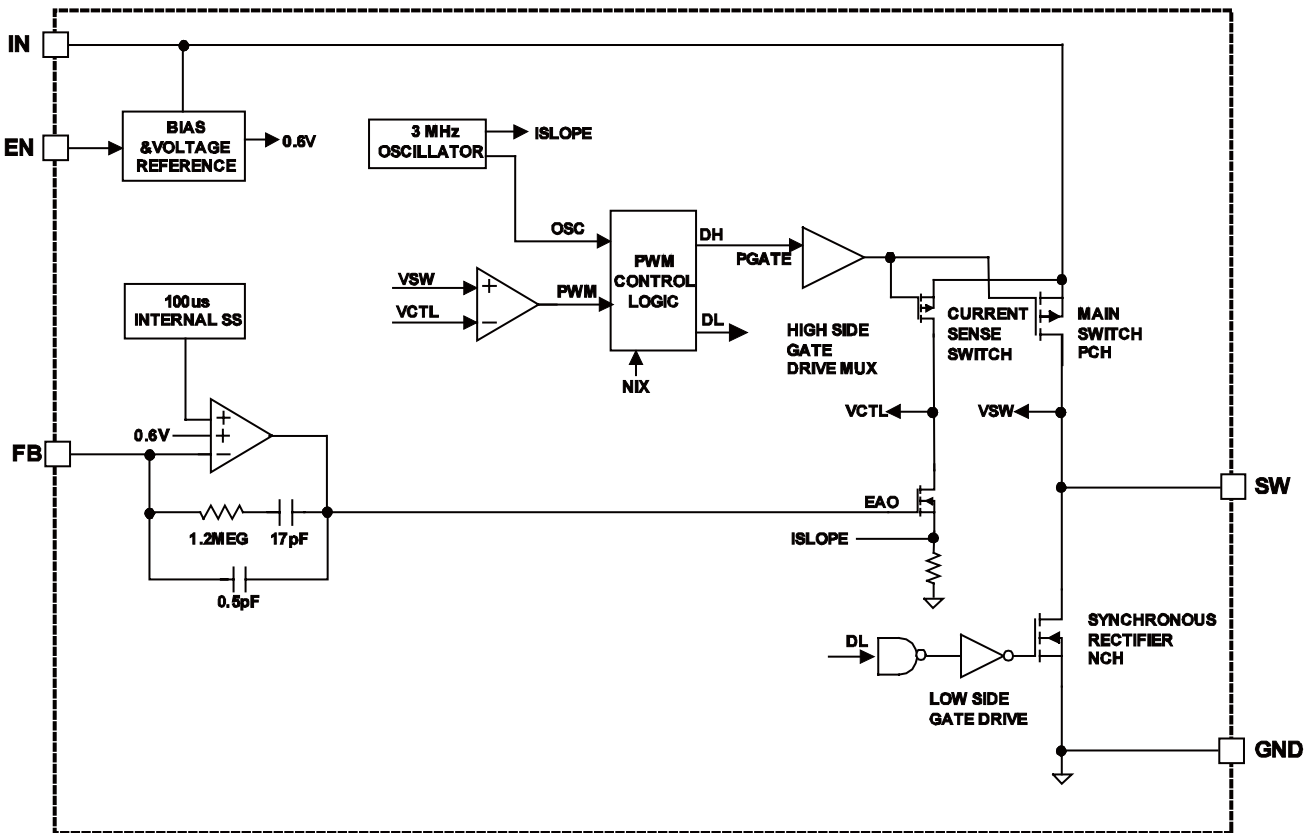 IN
BIAS
&VOLTAGE
REFERENCE
EN
0.6V
3 MHz
OSCILLATOR
ISLOPE
OSC
PWM
CONTROL
LOGIC
DH
PGATE
VSW
+
PWM
VCTL
−
DL
NIX
HIGH SIDE
GATE
DRIVE MUX
CURRENT
SENSE
SWITCH
MAIN
SWITCH
PCH
100us
INTERNAL SS
VCTL
VSW
+
0.6V
+
FB
−
SW
EAO
1.2MEG
17pF
ISLOPE
0.5pF
DL
SYNCHRONOUS
RECTIFIER
NCH
LOW SIDE
GATE DRIVE
GND